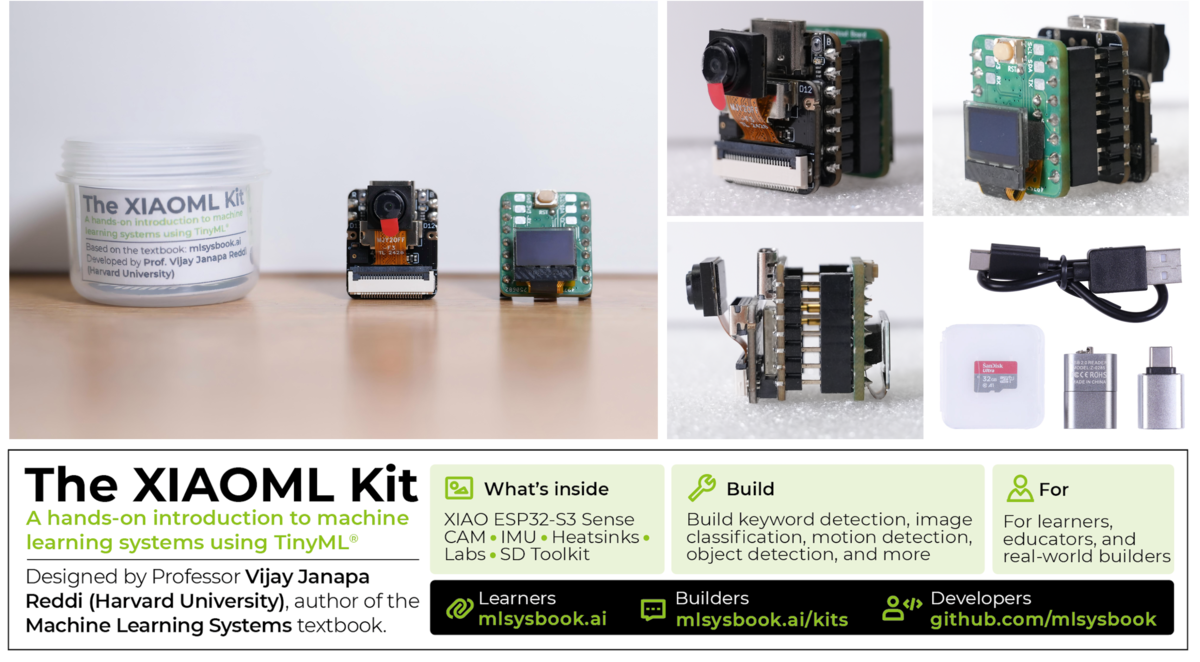 The XIAOML Kit
A hands-on introduction to machine
learning systems using TinyML®
Based on the textbook: mlsysbook.ai
Developed by Prof. Vijay Janapa Reddi
(Harvard University)
D12
D12
SanDisk
Ultra
32GB
The XIAOML Kit
A hands-on introduction to machine
learning systems using TinyML®
Designed by Professor Vijay Janapa
Reddi (Harvard University), author of the
Machine Learning Systems textbook.
What's inside
XIAO ESP32-S3 Sense
CAM • IMU • Heatsinks •
Labs • SD Toolkit
Build
Build keyword detection, image
classification, motion detection,
object detection, and more
For
For learners,
educators, and
real-world builders
Learners
mlsysbook.ai
Builders
mlsysbook.ai/kits
Developers
github.com/mlsysbook